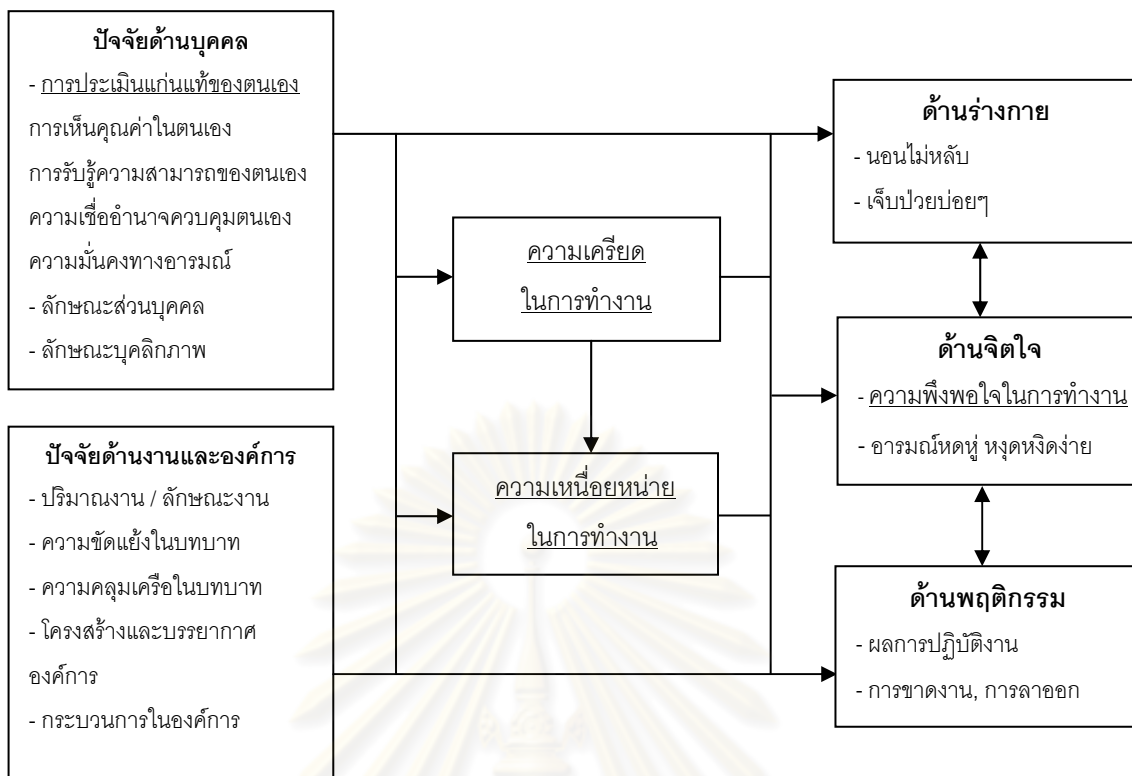 ปัจจัยด้านบุคคล
- การประเมินแก่นแท้ของตนเอง
การเห็นคุณค่าในตนเอง
การรับรู้ความสามารถของตนเอง
ความเชื่ออำนาจควบคุมตนเอง
ความมั่นคงทางอารมณ์
- ลักษณะส่วนบุคคล
- ลักษณะบุคลิกภาพ
ปัจจัยด้านงานและองค์การ
- ปริมาณงาน / ลักษณะงาน
- ความขัดแย้งในบทบาท
- ความคลุมเครือในบทบาท
- โครงสร้างและบรรยากาศ
องค์การ
- กระบวนการในองค์การ
ความเครียด
ในการทำงาน
ความเหนื่อยหน่าย
ในการทำงาน
ด้านร่างกาย
- นอนไม่หลับ
- เจ็บป่วยบ่อยๆ
ด้านจิตใจ
- ความพึงพอใจในการทำงาน
- อารมณ์หดหู่ หงุดหงิดง่าย
ด้านพฤติกรรม
- ผลการปฏิบัติงาน
- การขาดงาน, การลาออก